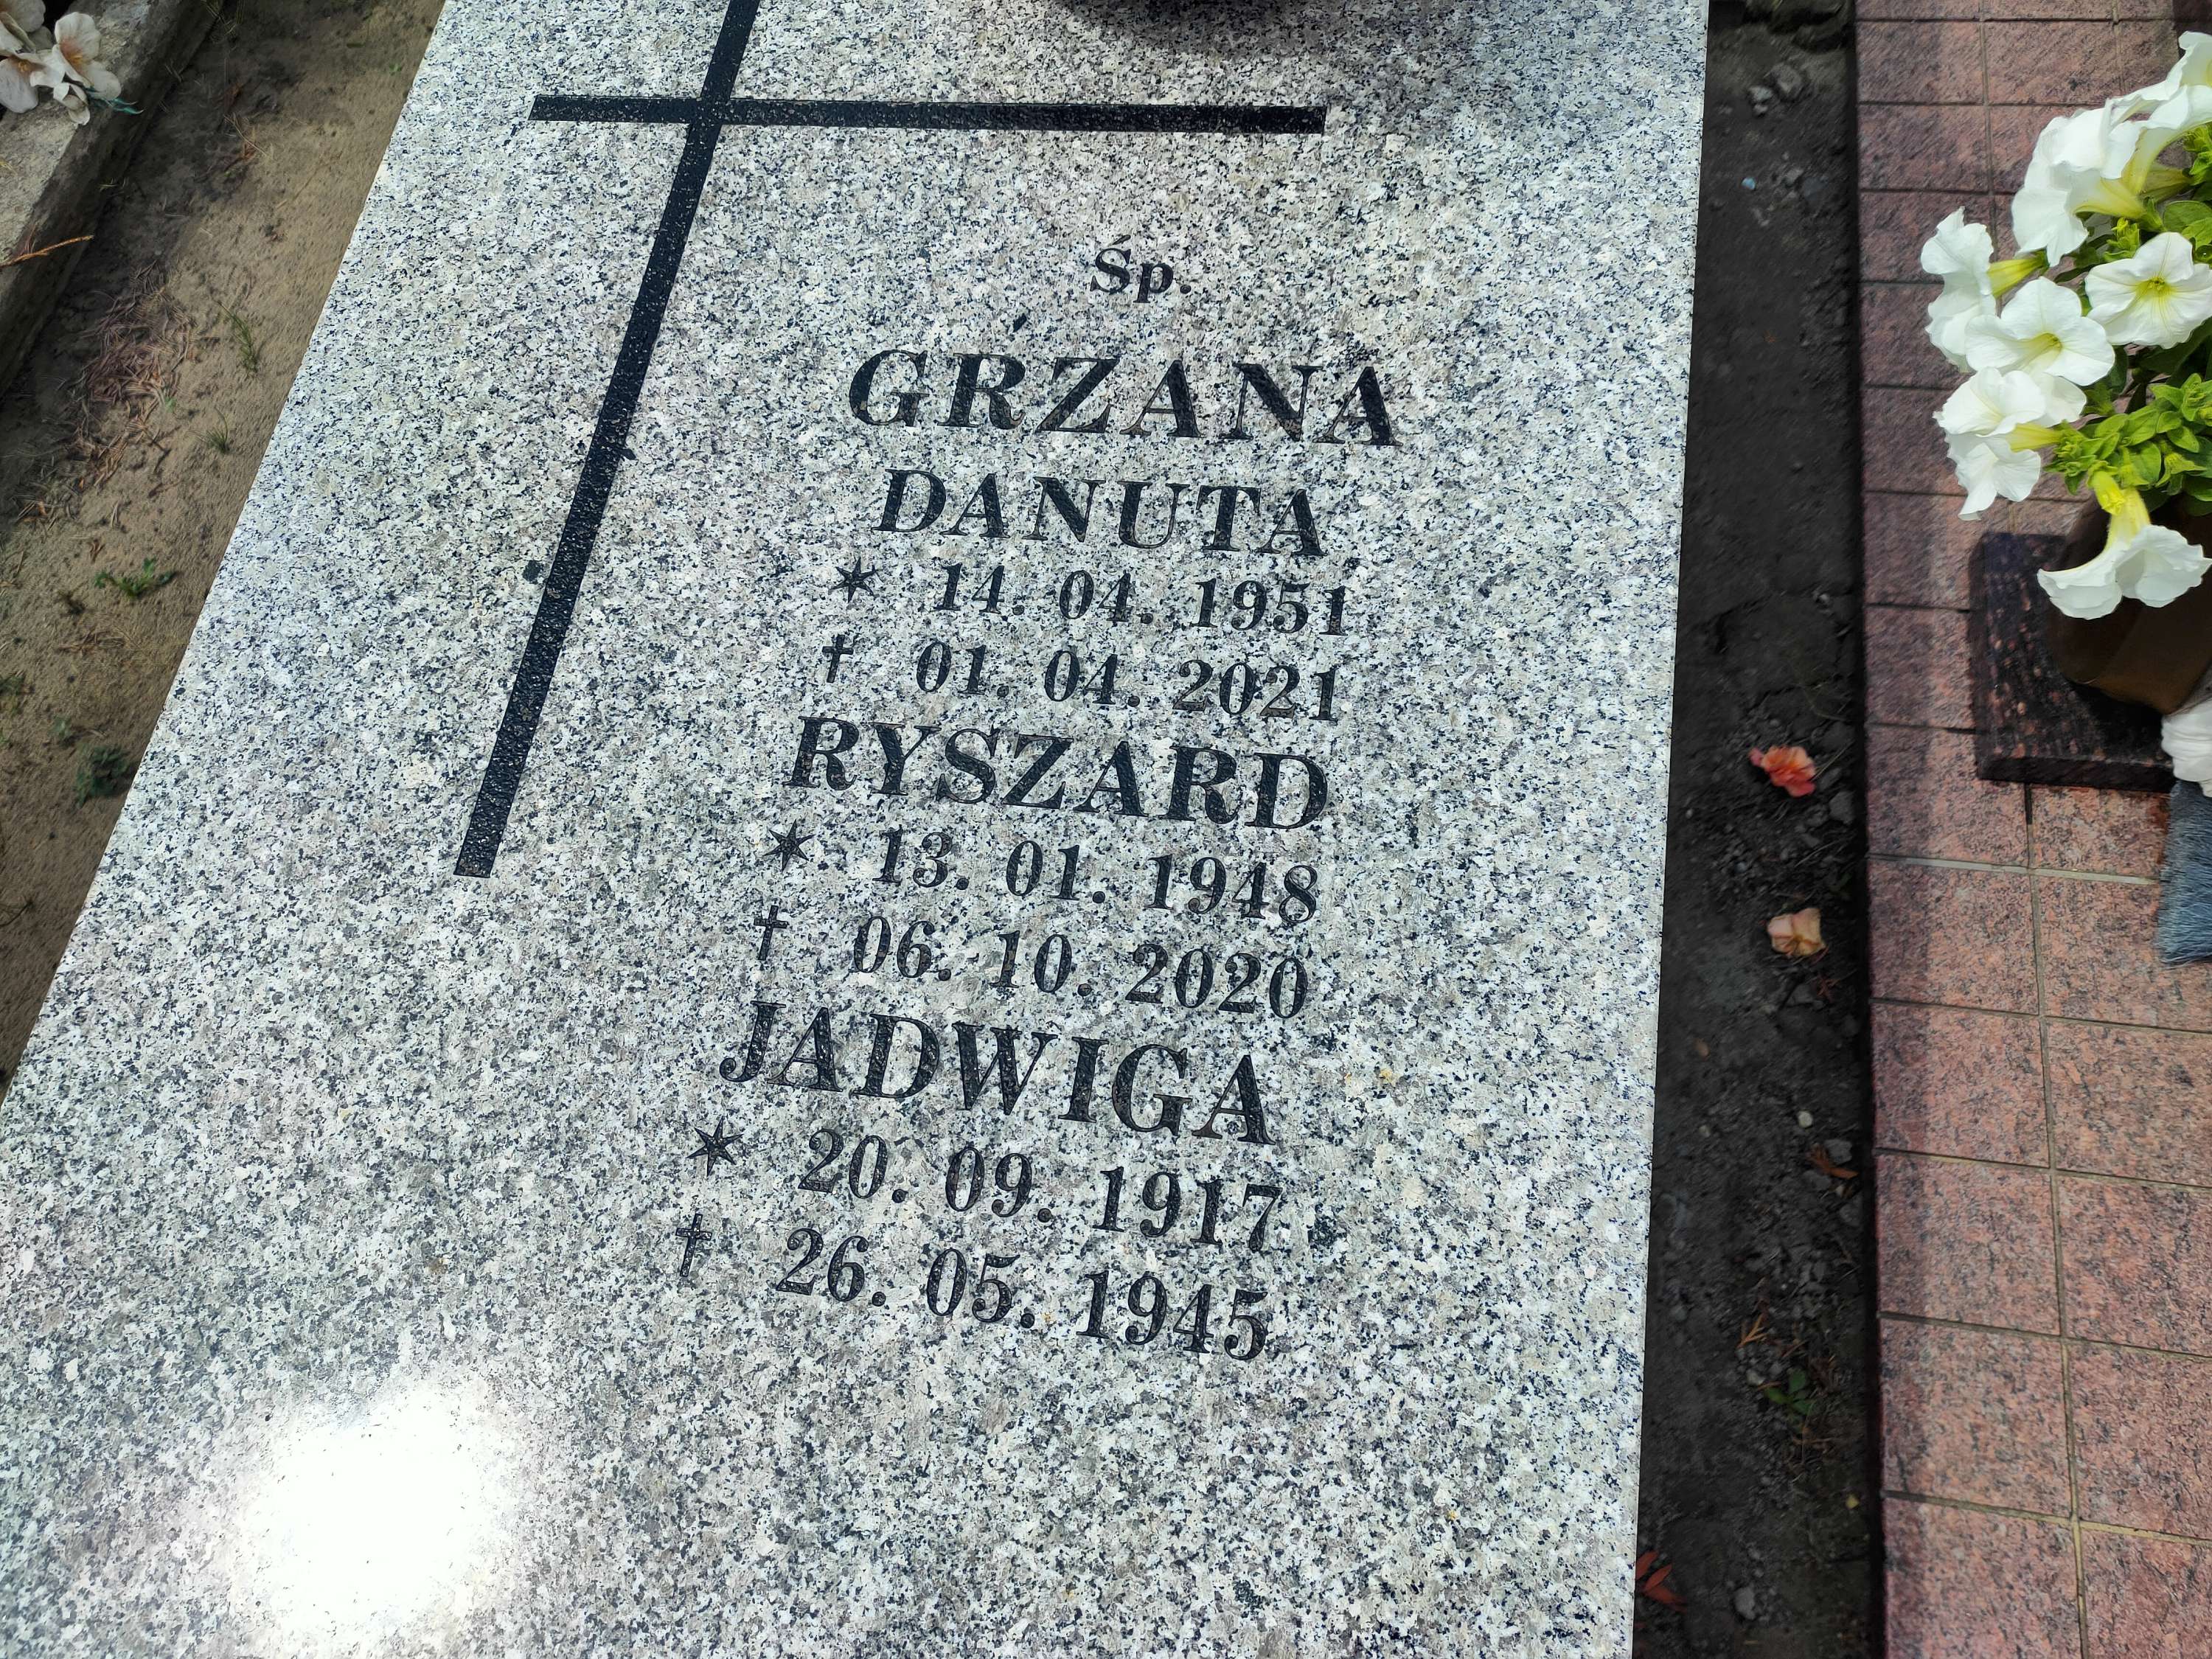 Śp.
GRZANA
DANUTA
* 14. 04. 1951
† 01. 04. 2021
RYSZARD
* 13. 01. 1948
† 06. 10. 2020
JADWIGA
* 20. 09. 1917
† 26. 05. 1945